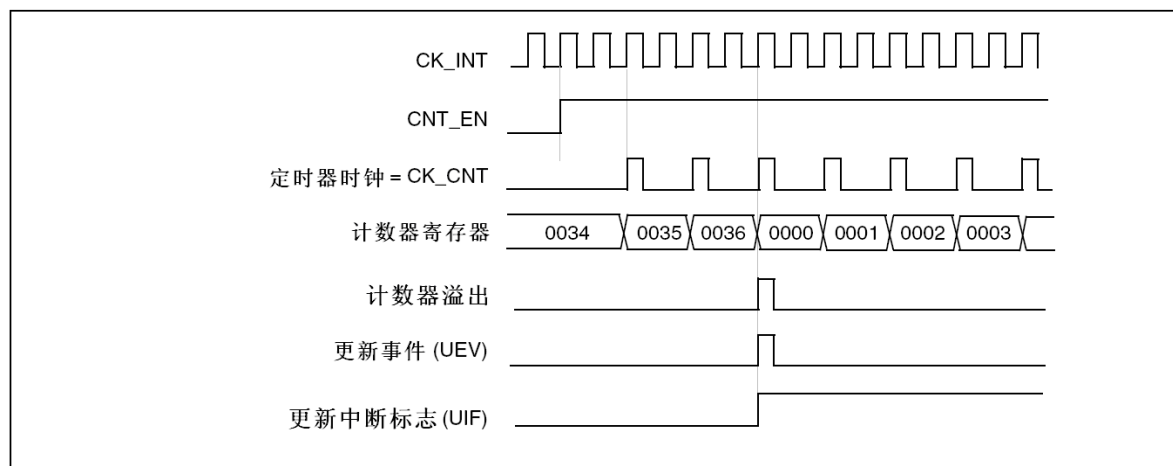 CK_INT
CNT_EN
定时器时钟 = CK_CNT
计数器寄存器 0034 0035 0036 0000 0001 0002 0003
计数器溢出
更新事件 (UEV)
更新中断标志 (UIF)